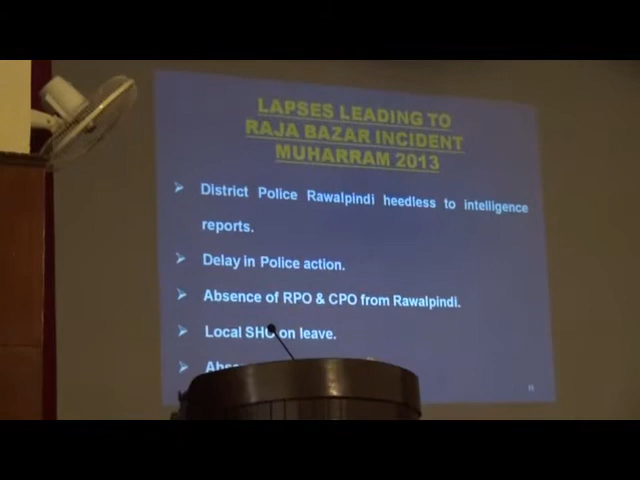 LAPSES LEADING TO
RAJA BAZAR INCIDENT
MUHARRAM 2013
District Police Rawalpindi heedless to intelligence
reports.
Delay in Police action.
Absence of RPO & CPO from Rawalpindi.
Local SHO on leave.